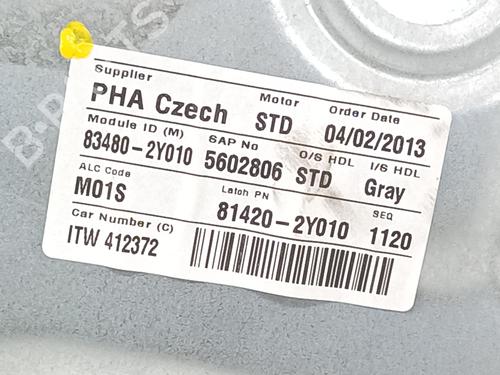 Supplier Motor Order Date
PHA Czech STD 04/02/2013
Module ID (M) SAP No O/S HDL I/S HDL
83480-2Y010 5602806 STD Gray
ALC Code Latch PN SEQ
M01S 81420-2Y010 1120
Car Number (C)
ITW 412372
B-PARTS